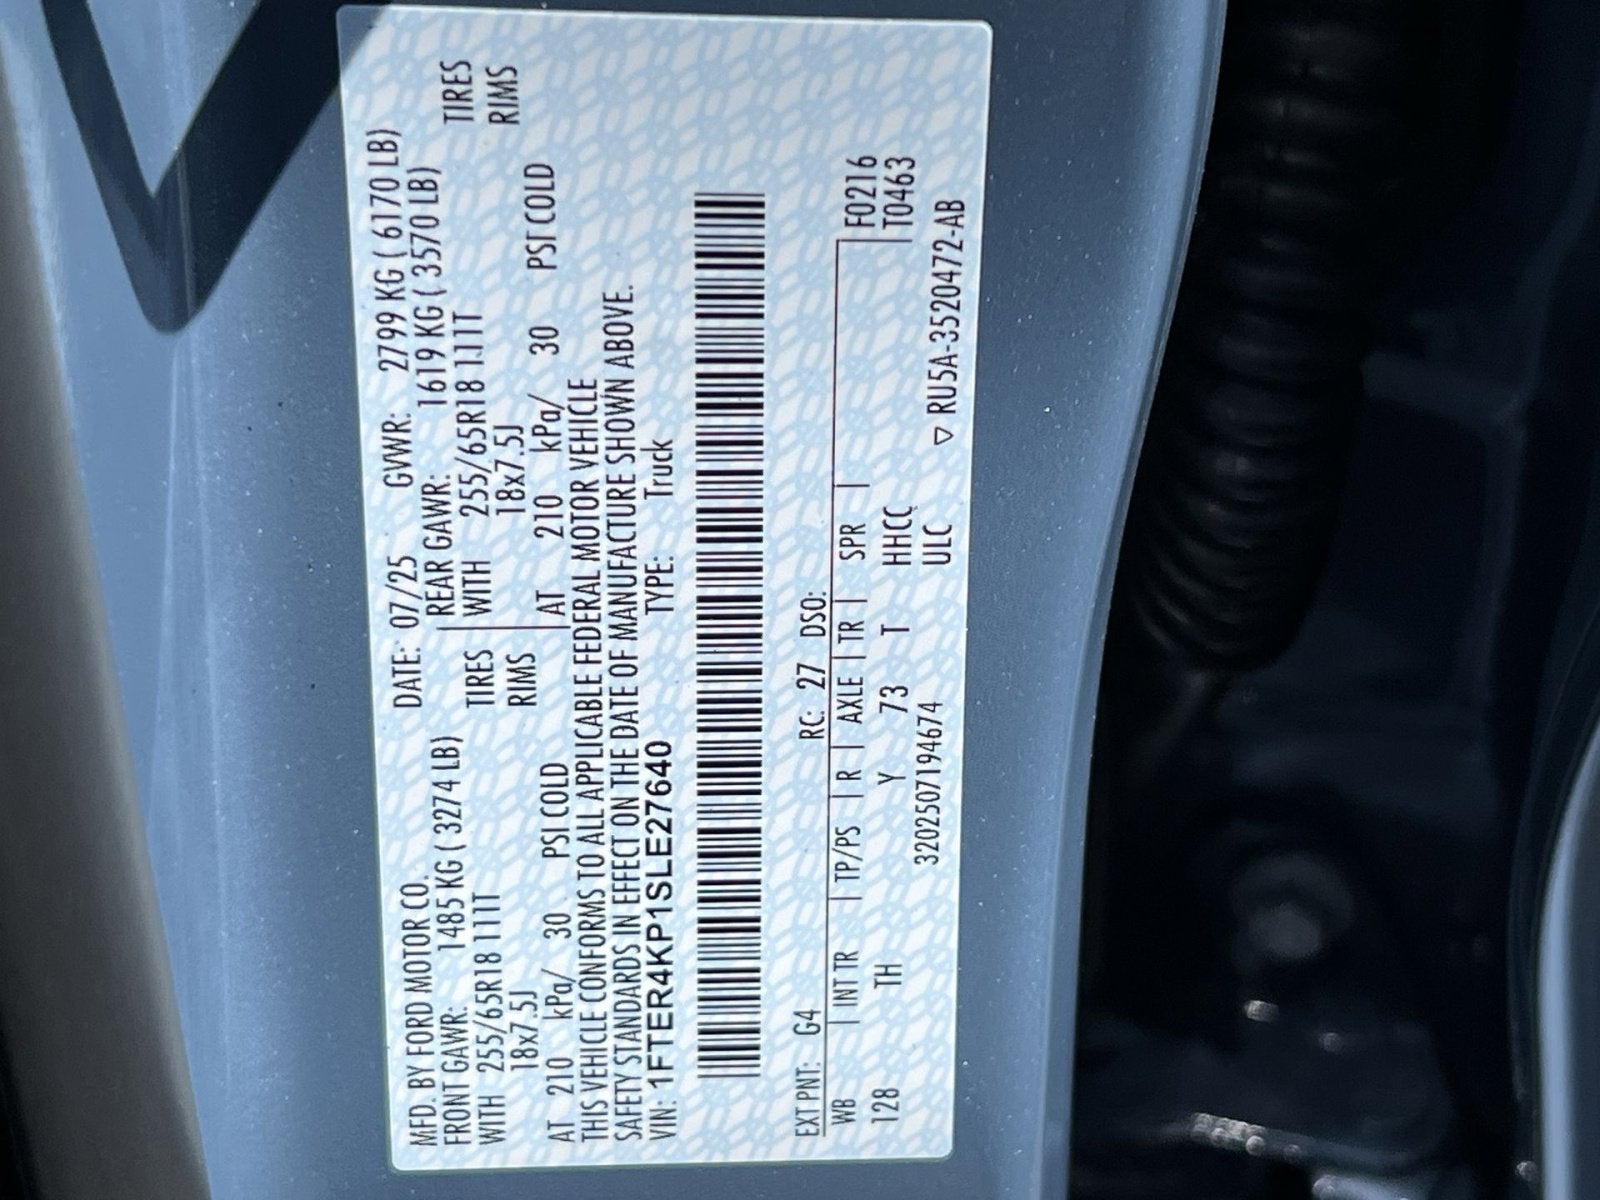 MFD. BY FORD MOTOR CO. DATE: 07/25 GVWR: 2799 KG ( 6170 LB)
FRONT GAWR: 1485 KG ( 3274 LB) REAR GAWR: 1619 KG ( 3570 LB)
WITH 255/65R18 111T TIRES WITH 255/65R18 111T TIRES
18x7.5J RIMS 18x7.5J RIMS
AT 210 kPa/ 30 PSI COLD AT 210 kPa/ 30 PSI COLD
THIS VEHICLE CONFORMS TO ALL APPLICABLE FEDERAL MOTOR VEHICLE
SAFETY STANDARDS IN EFFECT ON THE DATE OF MANUFACTURE SHOWN ABOVE.
VIN: 1FTER4KP1SLE27640 TYPE: Truck
EXT PNT: G4 RC: 27 DSO:
WB | INT TR | TP/PS | R | AXLE | TR | SPR | F0216
128 TH Y 73 T HHCC T0463
3202507194674 ULC ▽ RU5A-3520472-AB